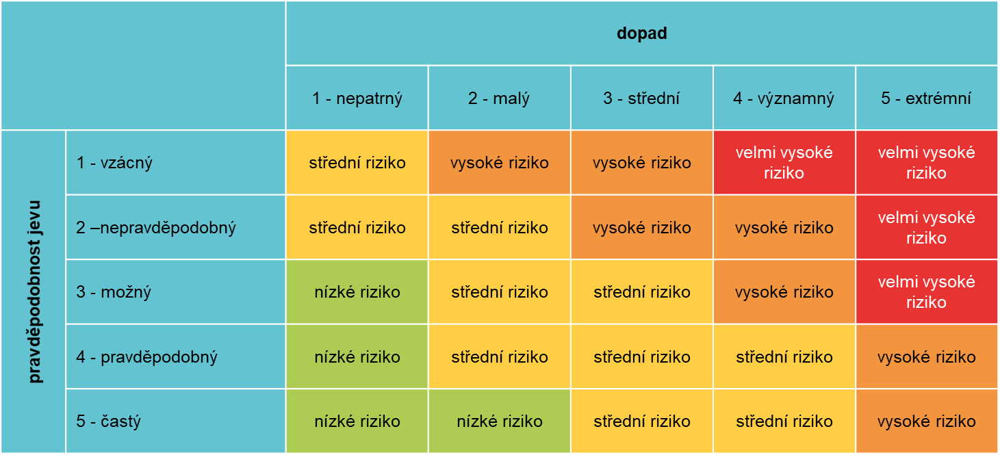 dopad
1 - nepatrný
2 - malý
3 - střední
4 - významný
5 - extrémní
pravděpodobnost jevu
1 - vzácný
střední riziko
vysoké riziko
vysoké riziko
velmi vysoké
riziko
velmi vysoké
riziko
2 –nepravděpodobný
střední riziko
střední riziko
vysoké riziko
vysoké riziko
velmi vysoké
riziko
3 - možný
nízké riziko
střední riziko
střední riziko
vysoké riziko
velmi vysoké
riziko
4 - pravděpodobný
nízké riziko
střední riziko
střední riziko
střední riziko
vysoké riziko
5 - častý
nízké riziko
nízké riziko
střední riziko
střední riziko
vysoké riziko